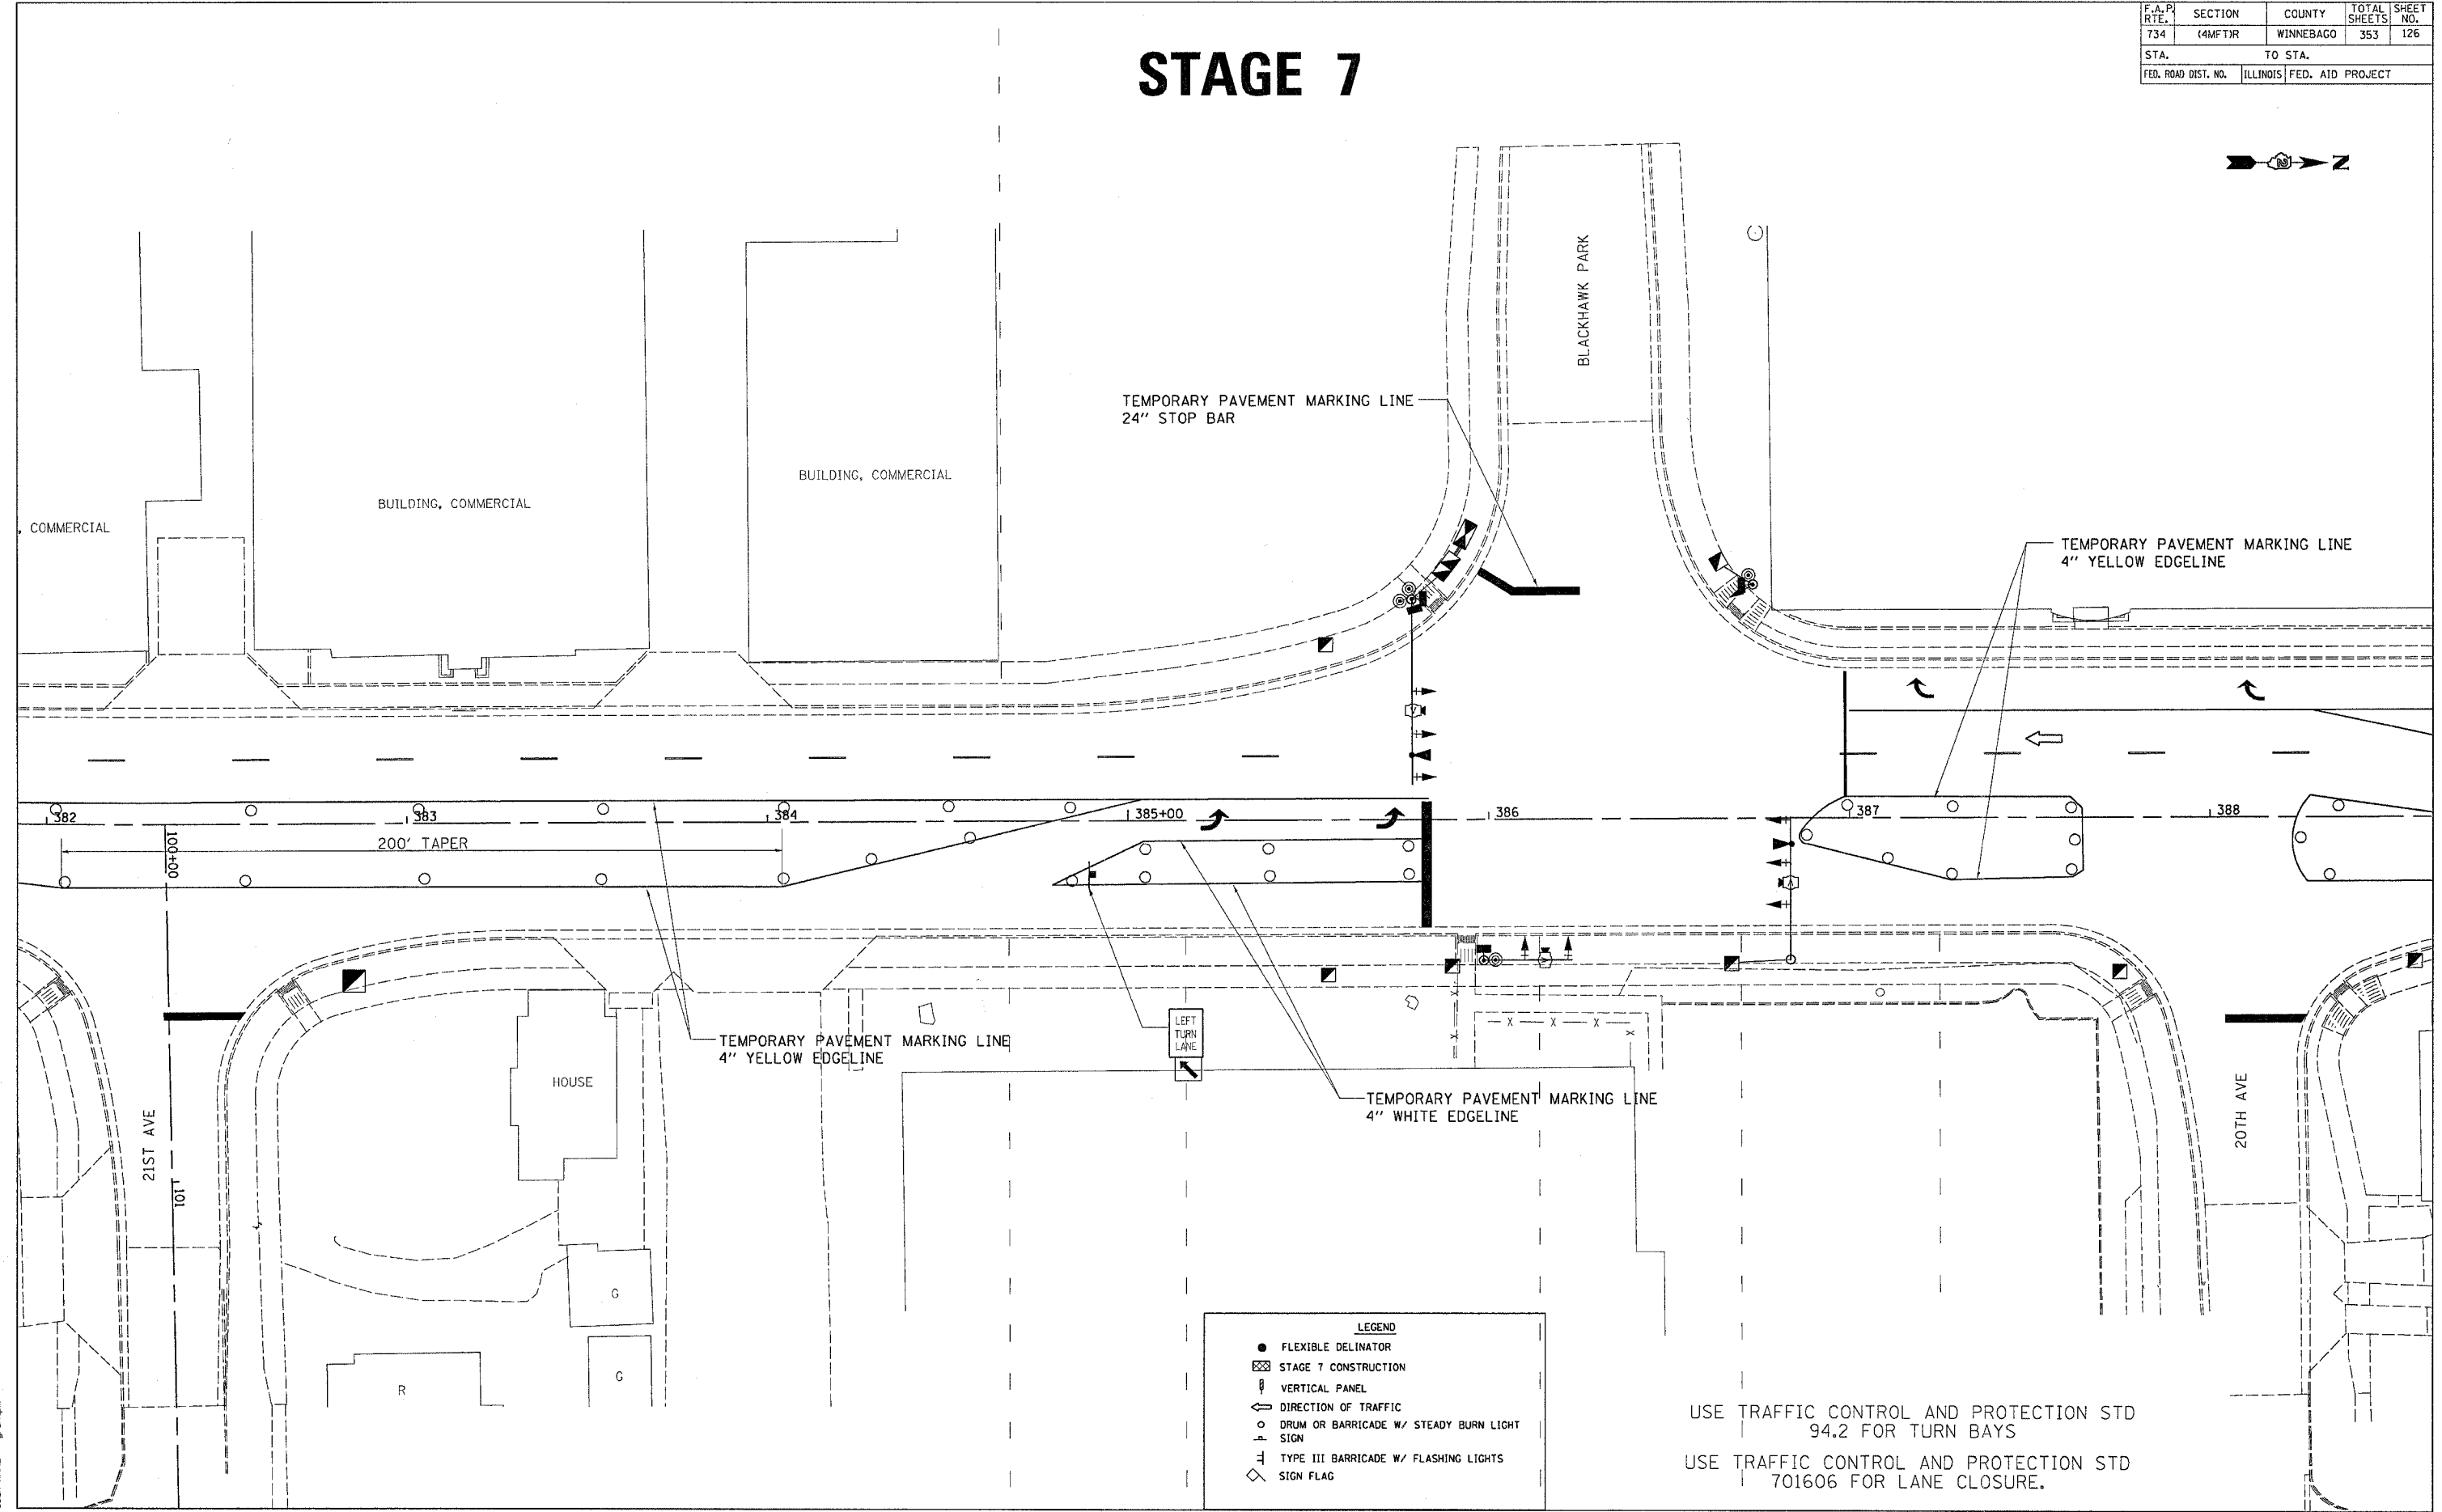 F.A.P. RTE. SECTION COUNTY TOTAL SHEETS SHEET NO.
734 (4MFT)R WINNEBAGO 353 126
STA. TO STA.
FED. ROAD DIST. NO. ILLINOIS FED. AID PROJECT
STAGE 7
N
BLACKHAWK PARK
TEMPORARY PAVEMENT MARKING LINE
24" STOP BAR
BUILDING, COMMERCIAL
BUILDING, COMMERCIAL
, COMMERCIAL
TEMPORARY PAVEMENT MARKING LINE
4" YELLOW EDGELINE
382
383
384
385+00
386
387
388
200' TAPER
100+00
101
21ST AVE
TEMPORARY PAVEMENT MARKING LINE
4" YELLOW EDGELINE
LEFT
TURN
LANE
HOUSE
TEMPORARY PAVEMENT MARKING LINE
4" WHITE EDGELINE
20TH AVE
G
G
R
LEGEND
FLEXIBLE DELINATOR
STAGE 7 CONSTRUCTION
VERTICAL PANEL
DIRECTION OF TRAFFIC
DRUM OR BARRICADE W/ STEADY BURN LIGHT
SIGN
TYPE III BARRICADE W/ FLASHING LIGHTS
SIGN FLAG
USE TRAFFIC CONTROL AND PROTECTION STD
94.2 FOR TURN BAYS
USE TRAFFIC CONTROL AND PROTECTION STD
701606 FOR LANE CLOSURE.